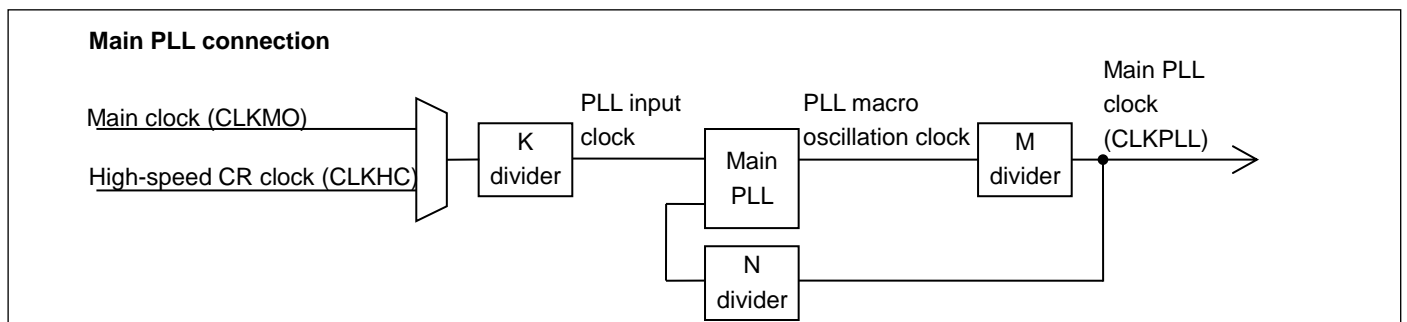 Main PLL connection
Main clock (CLKMO)
High-speed CR clock (CLKHC)
K
divider
PLL input
clock
Main
PLL
PLL macro
oscillation clock
M
divider
Main PLL
clock
(CLKPLL)
N
divider